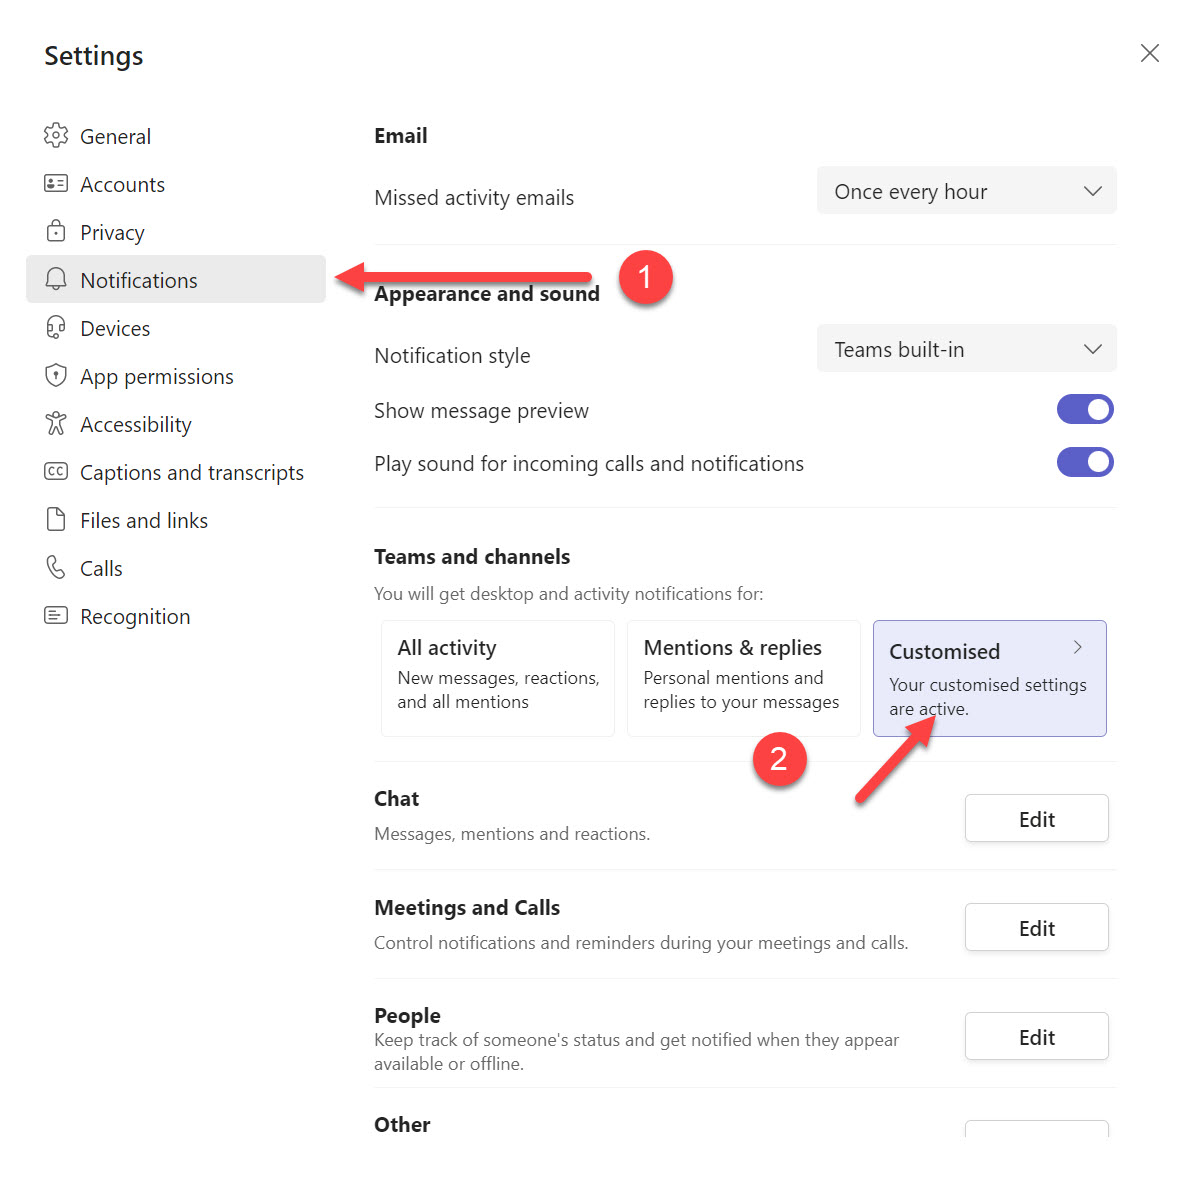 Settings
General
Accounts
Privacy
Notifications
Devices
App permissions
Accessibility
CC Captions and transcripts
Files and links
Calls
Recognition
Email
Missed activity emails
Once every hour
1
Appearance and sound
Notification style
Teams built-in
Show message preview
Play sound for incoming calls and notifications
Teams and channels
You will get desktop and activity notifications for:
All activity
New messages, reactions,
and all mentions
Mentions & replies
Personal mentions and
replies to your messages
Customised
Your customised settings
are active.
2
Chat
Messages, mentions and reactions.
Edit
Meetings and Calls
Control notifications and reminders during your meetings and calls.
Edit
People
Keep track of someone's status and get notified when they appear
available or offline.
Edit
Other